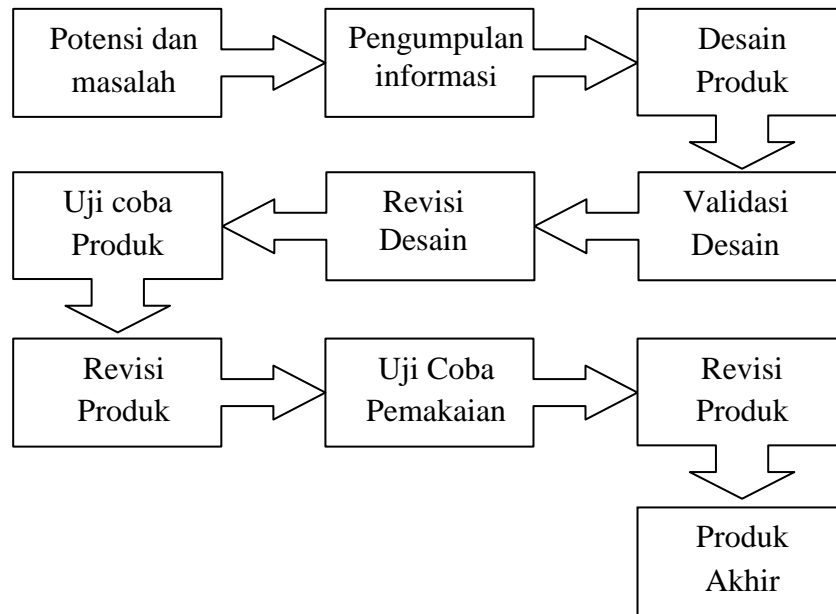 Potensi dan
masalah
Pengumpulan
informasi
Desain
Produk
Validasi
Desain
Revisi
Desain
Uji coba
Produk
Revisi
Produk
Uji Coba
Pemakaian
Revisi
Produk
Produk
Akhir